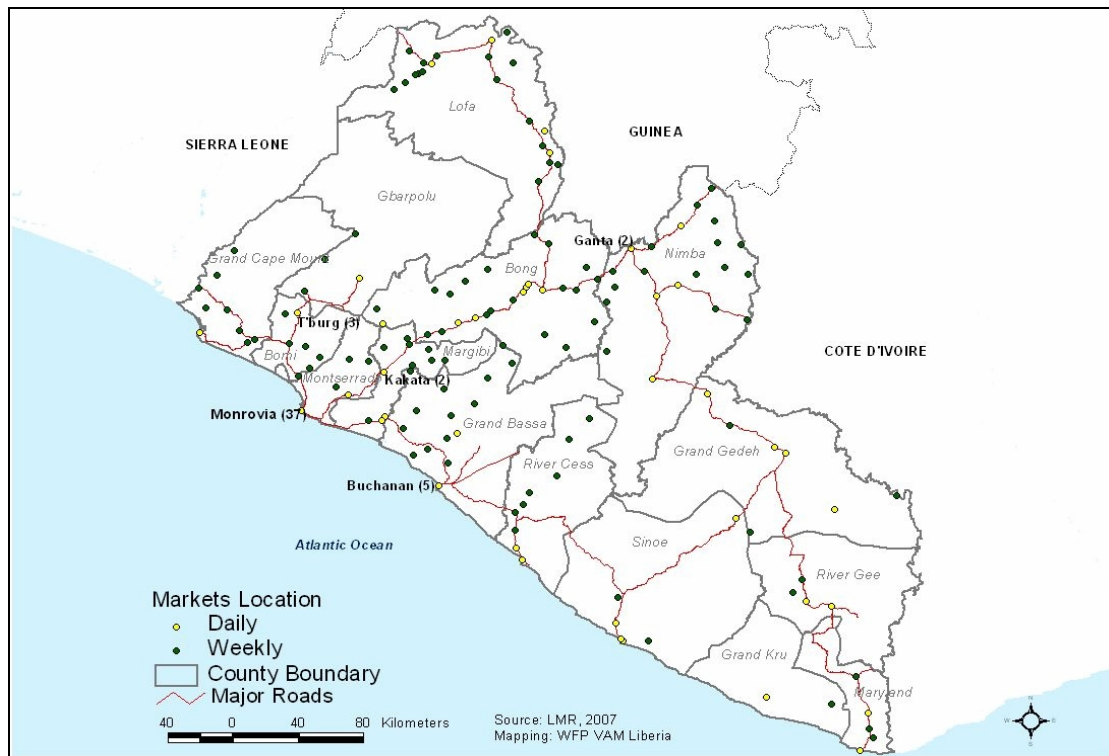 Lofa
GUINEA
SIERRA LEONE
Gbarpolu
Ganta (2)
Nimba
Grand Cape Mount
Bong
T'burg (3)
COTE D'IVOIRE
Margibi
Bomi
Montserrado
Kakata (2)
Monrovia (37)
Grand Bassa
Grand Gedeh
River Cess
Buchanan (5)
Sinoe
Atlantic Ocean
River Gee
Markets Location
Daily
Weekly
County Boundary
Major Roads
Grand Kru
Maryland
40 0 40 80 Kilometers
Source: LMR, 2007
Mapping: WFP VAM Liberia
N
W E
S